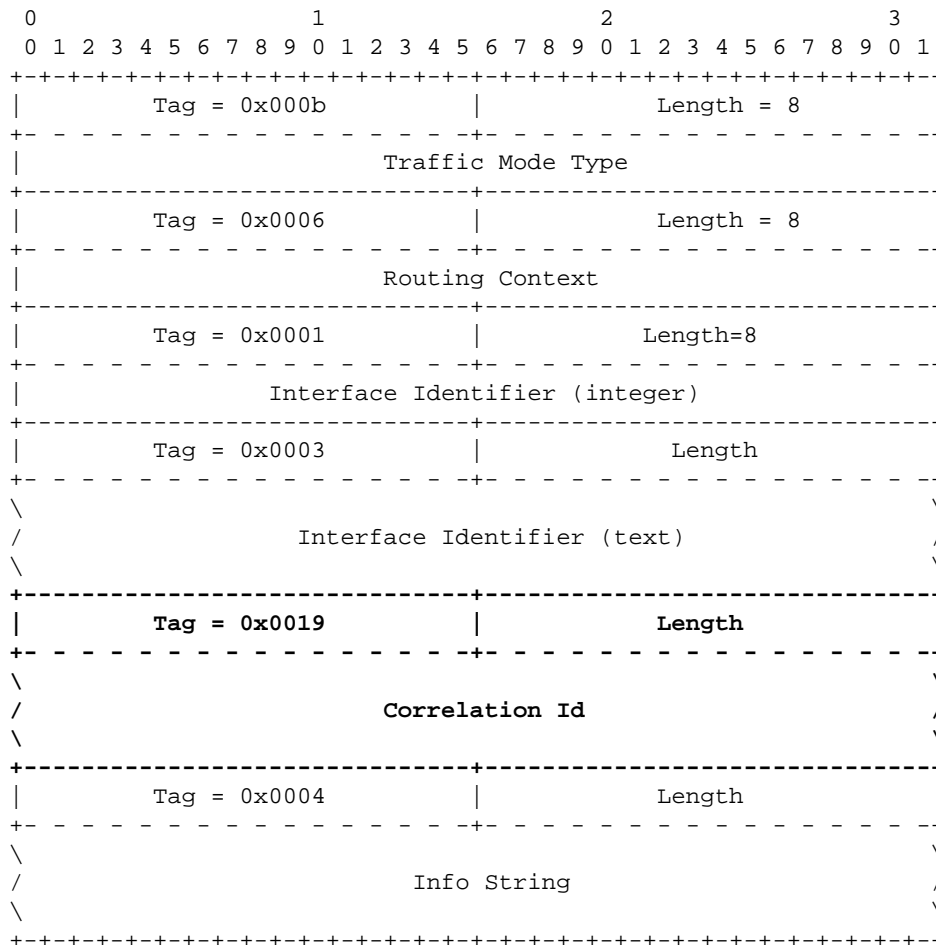 0                   1                   2                   3
0 1 2 3 4 5 6 7 8 9 0 1 2 3 4 5 6 7 8 9 0 1 2 3 4 5 6 7 8 9 0 1
Tag = 0x000b | Length = 8
Traffic Mode Type
Tag = 0x0006 | Length = 8
Routing Context
Tag = 0x0001 | Length=8
Interface Identifier (integer)
Tag = 0x0003 | Length
Interface Identifier (text)
Tag = 0x0019 | Length
Correlation Id
Tag = 0x0004 | Length
Info String